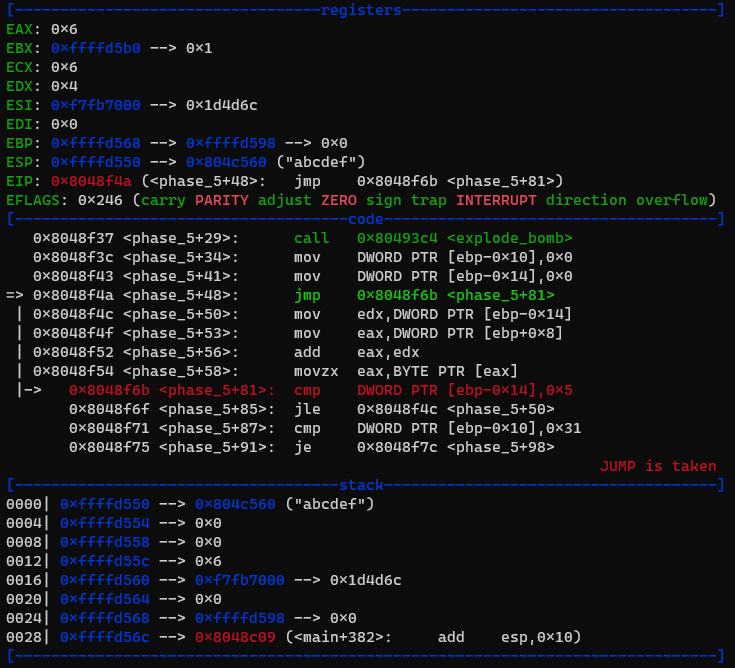 [----------------------------------registers-----------------------------------]
EAX: 0x6
EBX: 0xffffd5b0 --> 0x1
ECX: 0x6
EDX: 0x4
ESI: 0xf7fb7000 --> 0x1d4d6c
EDI: 0x0
EBP: 0xffffd568 --> 0xffffd598 --> 0x0
ESP: 0xffffd550 --> 0x804c560 ("abcdef")
EIP: 0x8048f4a (<phase_5+48>:	jmp    0x8048f6b <phase_5+81>)
EFLAGS: 0x246 (carry PARITY adjust ZERO sign trap INTERRUPT direction overflow)
[-------------------------------------code-------------------------------------]
   0x8048f37 <phase_5+29>:	call   0x80493c4 <explode_bomb>
   0x8048f3c <phase_5+34>:	mov    DWORD PTR [ebp-0x10],0x0
   0x8048f43 <phase_5+41>:	mov    DWORD PTR [ebp-0x14],0x0
=> 0x8048f4a <phase_5+48>:	jmp    0x8048f6b <phase_5+81>
 | 0x8048f4c <phase_5+50>:	mov    edx,DWORD PTR [ebp-0x14]
 | 0x8048f4f <phase_5+53>:	mov    eax,DWORD PTR [ebp+0x8]
 | 0x8048f52 <phase_5+56>:	add    eax,edx
 | 0x8048f54 <phase_5+58>:	movzx  eax,BYTE PTR [eax]
 |->   0x8048f6b <phase_5+81>:	cmp    DWORD PTR [ebp-0x14],0x5
       0x8048f6f <phase_5+85>:	jle    0x8048f4c <phase_5+50>
       0x8048f71 <phase_5+87>:	cmp    DWORD PTR [ebp-0x10],0x31
       0x8048f75 <phase_5+91>:	je     0x8048f7c <phase_5+98>
                                                                  JUMP is taken
[------------------------------------stack-------------------------------------]
0000| 0xffffd550 --> 0x804c560 ("abcdef")
0004| 0xffffd554 --> 0x0
0008| 0xffffd558 --> 0x0
0012| 0xffffd55c --> 0x6
0016| 0xffffd560 --> 0xf7fb7000 --> 0x1d4d6c
0020| 0xffffd564 --> 0x0
0024| 0xffffd568 --> 0xffffd598 --> 0x0
0028| 0xffffd56c --> 0x8048c09 (<main+382>:	add    esp,0x10)
[------------------------------------------------------------------------------]